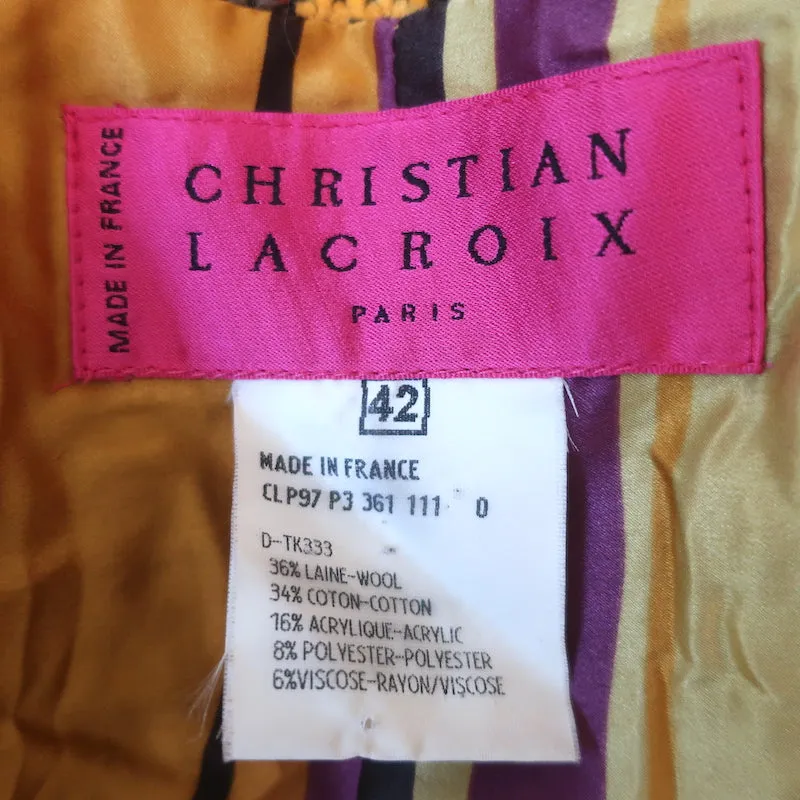 MADE IN FRANCE
CHRISTIAN
LACROIX
PARIS
42
MADE IN FRANCE
CL P97 P3 361 111 0
D-TK333
36% LAINE-WOOL
34% COTON-COTTON
16% ACRYLIQUE-ACRYLIC
8% POLYESTER-POLYESTER
6%VISCOSE-RAYON/VISCOSE